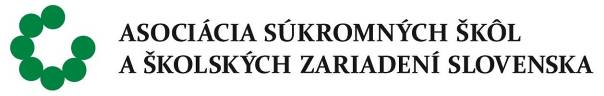 ASOCIÁCIA SÚKROMNÝCH ŠKÔL
A ŠKOLSKÝCH ZARIADENÍ SLOVENSKA